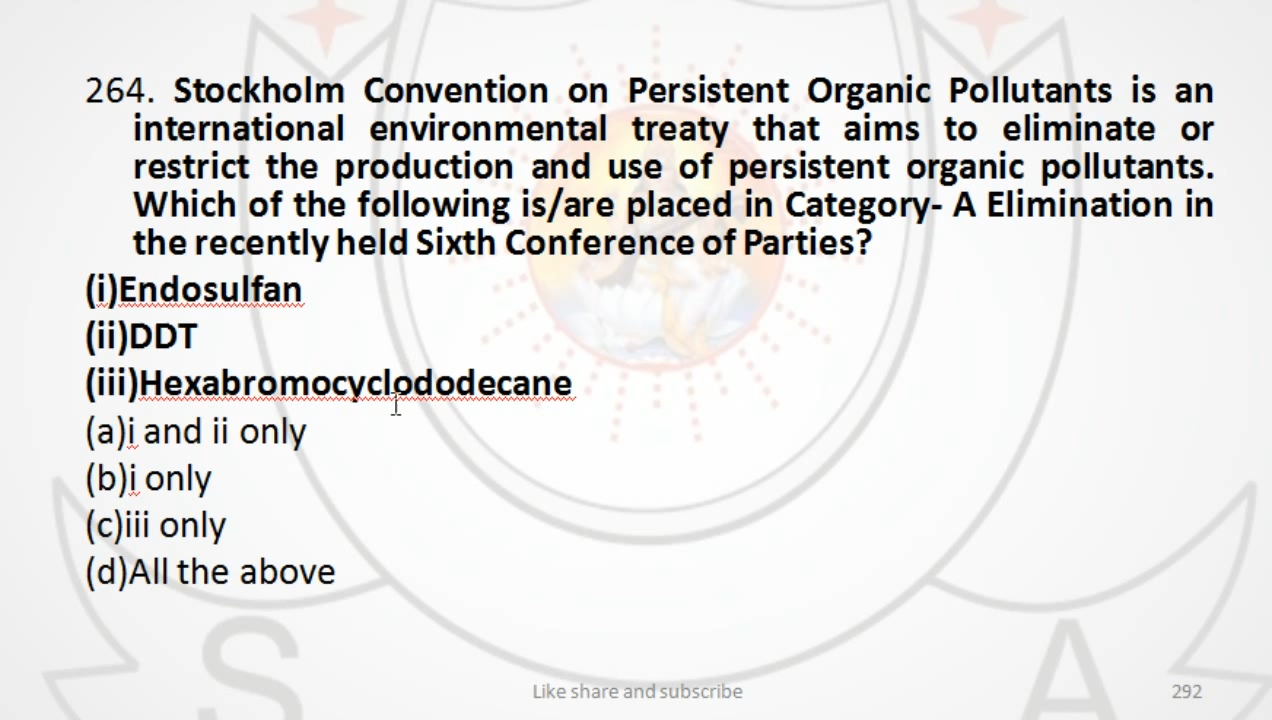 264. Stockholm Convention on Persistent Organic Pollutants is an
international environmental treaty that aims to eliminate or
restrict the production and use of persistent organic pollutants.
Which of the following is/are placed in Category- A Elimination in
the recently held Sixth Conference of Parties?
(i)Endosulfan
(ii)DDT
(iii)Hexabromocyclododecane
(a)i and ii only
(b)i only
(c)iii only
(d)All the above
S
A
Like share and subscribe
292